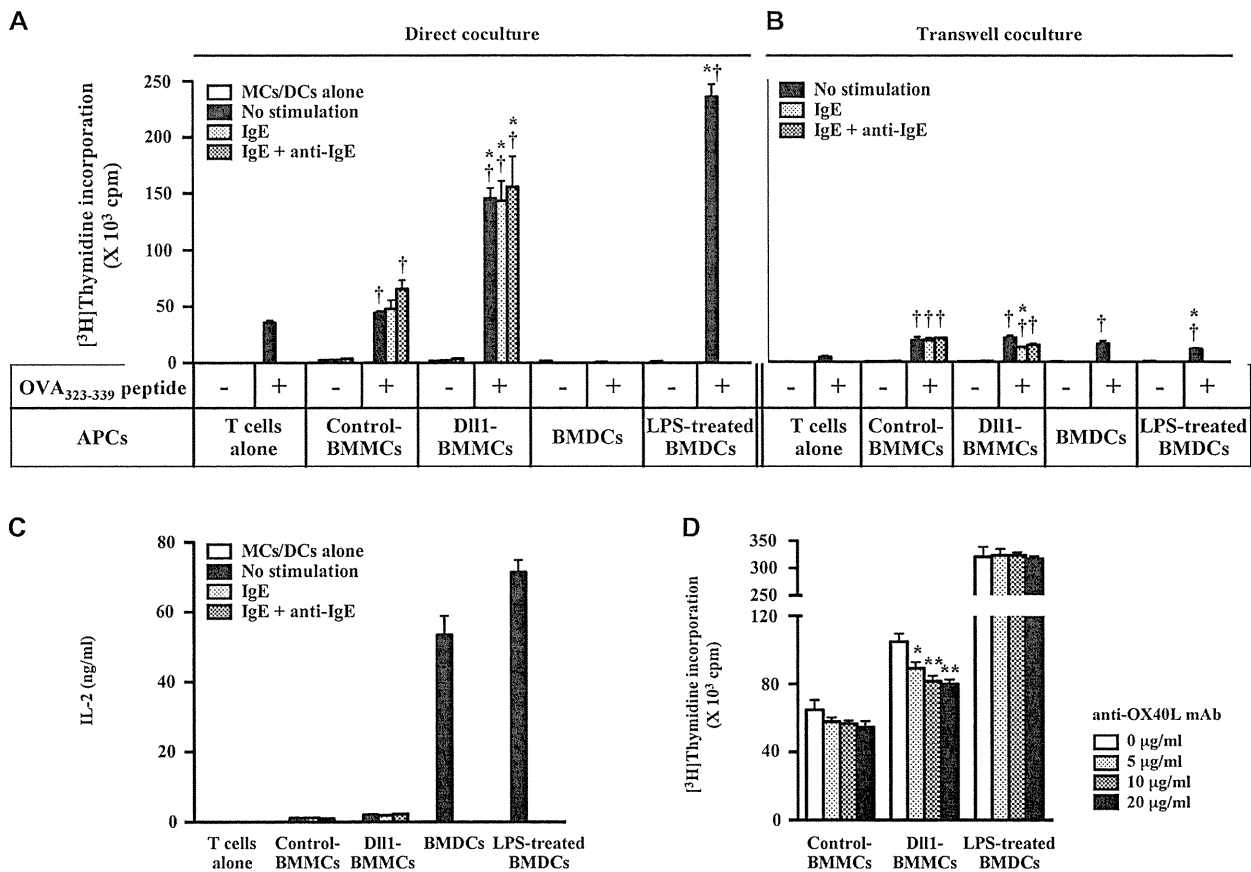 A
Direct coculture
[³H]Thymidine incorporation
(X 10³ cpm)
250
200
150
100
50
0
MCs/DCs alone
No stimulation
IgE
IgE + anti-IgE
† † * † * † * † *†
OVA₃₂₃₋₃₃₉ peptide - + - + - + - + - +
APCs
T cells
alone
Control-
BMMCs
Dll1-
BMMCs
BMDCs
LPS-treated
BMDCs
B
Transwell coculture
No stimulation
IgE
IgE + anti-IgE
† † † † * † † † * †
- + - + - + - + - +
T cells
alone
Control-
BMMCs
Dll1-
BMMCs
BMDCs
LPS-treated
BMDCs
C
IL-2 (ng/ml)
80
60
40
20
0
MCs/DCs alone
No stimulation
IgE
IgE + anti-IgE
T cells
alone
Control-
BMMCs
Dll1-
BMMCs
BMDCs
LPS-treated
BMDCs
D
[³H]Thymidine incorporation
(X 10³ cpm)
350
300
250
120
80
40
0
* ** **
Control-
BMMCs
Dll1-
BMMCs
LPS-treated
BMDCs
anti-OX40L mAb
0 µg/ml
5 µg/ml
10 µg/ml
20 µg/ml